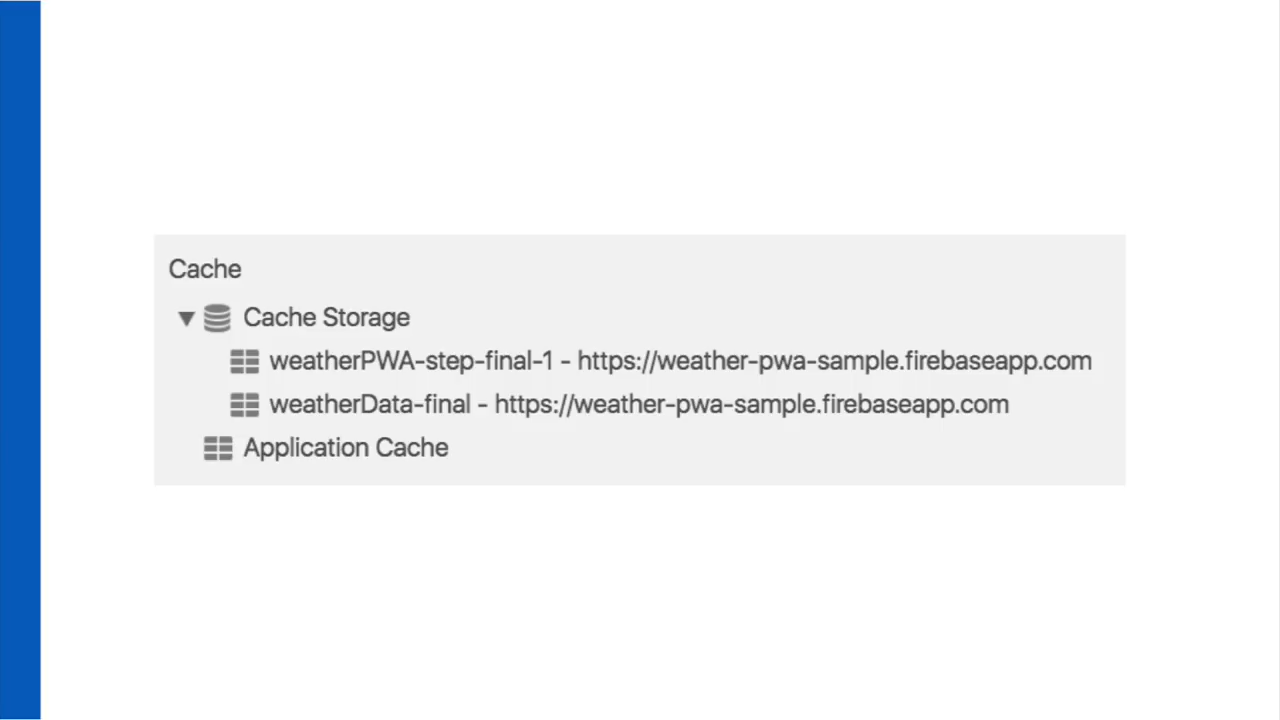 Cache
Cache Storage
weatherPWA-step-final-1 - https://weather-pwa-sample.firebaseapp.com
weatherData-final - https://weather-pwa-sample.firebaseapp.com
Application Cache